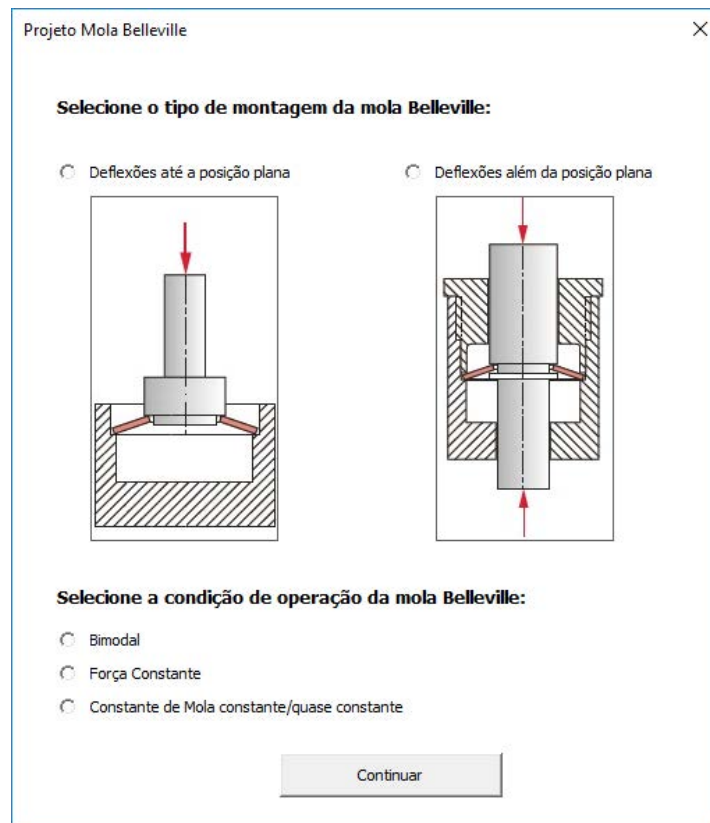 Projeto Mola Belleville
Selecione o tipo de montagem da mola Belleville:
Deflexões até a posição plana
Deflexões além da posição plana
Selecione a condição de operação da mola Belleville:
Bimodal
Força Constante
Constante de Mola constante/quase constante
Continuar